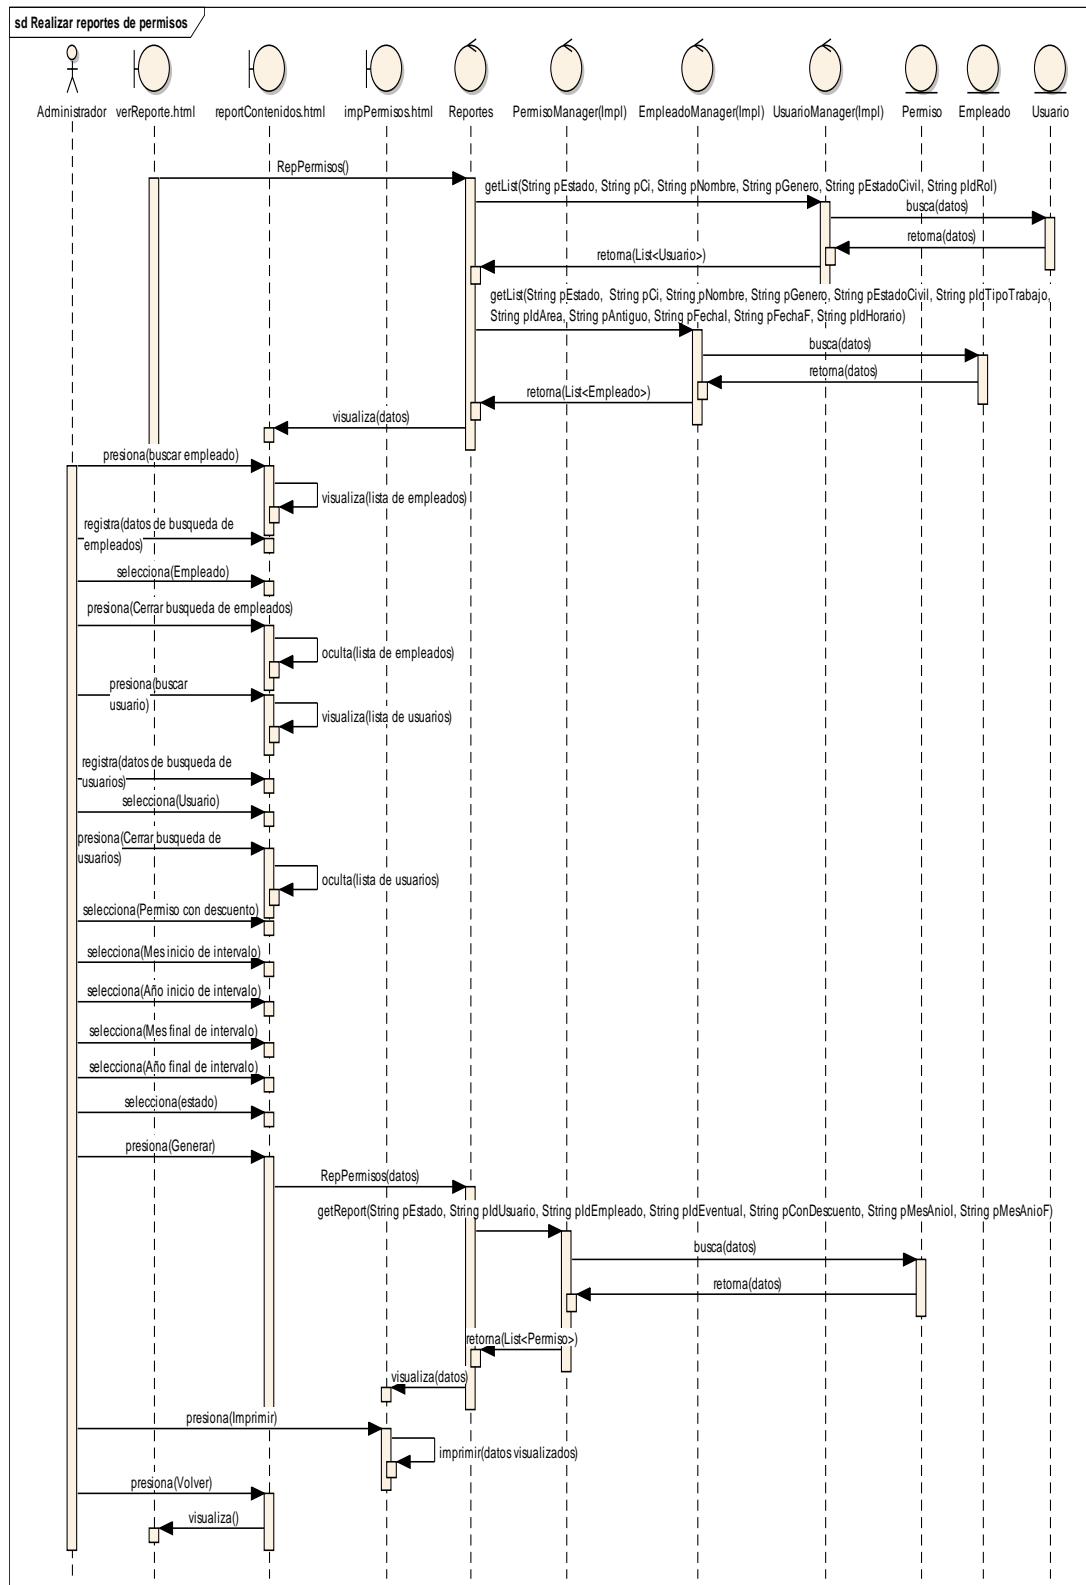 sd Realizar reportes de permisos
Administrador
verReporte.html
reportContenidos.html
impPermisos.html
Reportes
PermisoManager(Impl)
EmpleadoManager(Impl)
UsuarioManager(Impl)
Permiso
Empleado
Usuario
RepPermisos()
getList(String pEstado, String pCi, String pNombre, String pGenero, String pEstadoCivil, String pIdRol)
busca(datos)
retorna(datos)
retorna(List<Usuario>)
getList(String pEstado, String pCi, String pNombre, String pGenero, String pEstadoCivil, String pIdTipoTrabajo,
String pIdArea, String pAntiguo, String pFechaI, String pFechaF, String pIdHorario)
busca(datos)
retorna(datos)
retorna(List<Empleado>)
visualiza(datos)
presiona(buscar empleado)
visualiza(lista de empleados)
registra(datos de busqueda de
empleados)
selecciona(Empleado)
presiona(Cerrar busqueda de empleados)
oculta(lista de empleados)
presiona(buscar
usuario)
visualiza(lista de usuarios)
registra(datos de busqueda de
usuarios)
selecciona(Usuario)
presiona(Cerrar busqueda de
usuarios)
oculta(lista de usuarios)
selecciona(Permiso con descuento)
selecciona(Mes inicio de intervalo)
selecciona(Año inicio de intervalo)
selecciona(Mes final de intervalo)
selecciona(Año final de intervalo)
selecciona(estado)
presiona(Generar)
RepPermisos(datos)
getReport(String pEstado, String pIdUsuario, String pIdEmpleado, String pIdEventual, String pConDescuento, String pMesAnioI, String pMesAnioF)
busca(datos)
retorna(datos)
retorna(List<Permiso>)
visualiza(datos)
presiona(Imprimir)
imprimir(datos visualizados)
presiona(Volver)
visualiza()